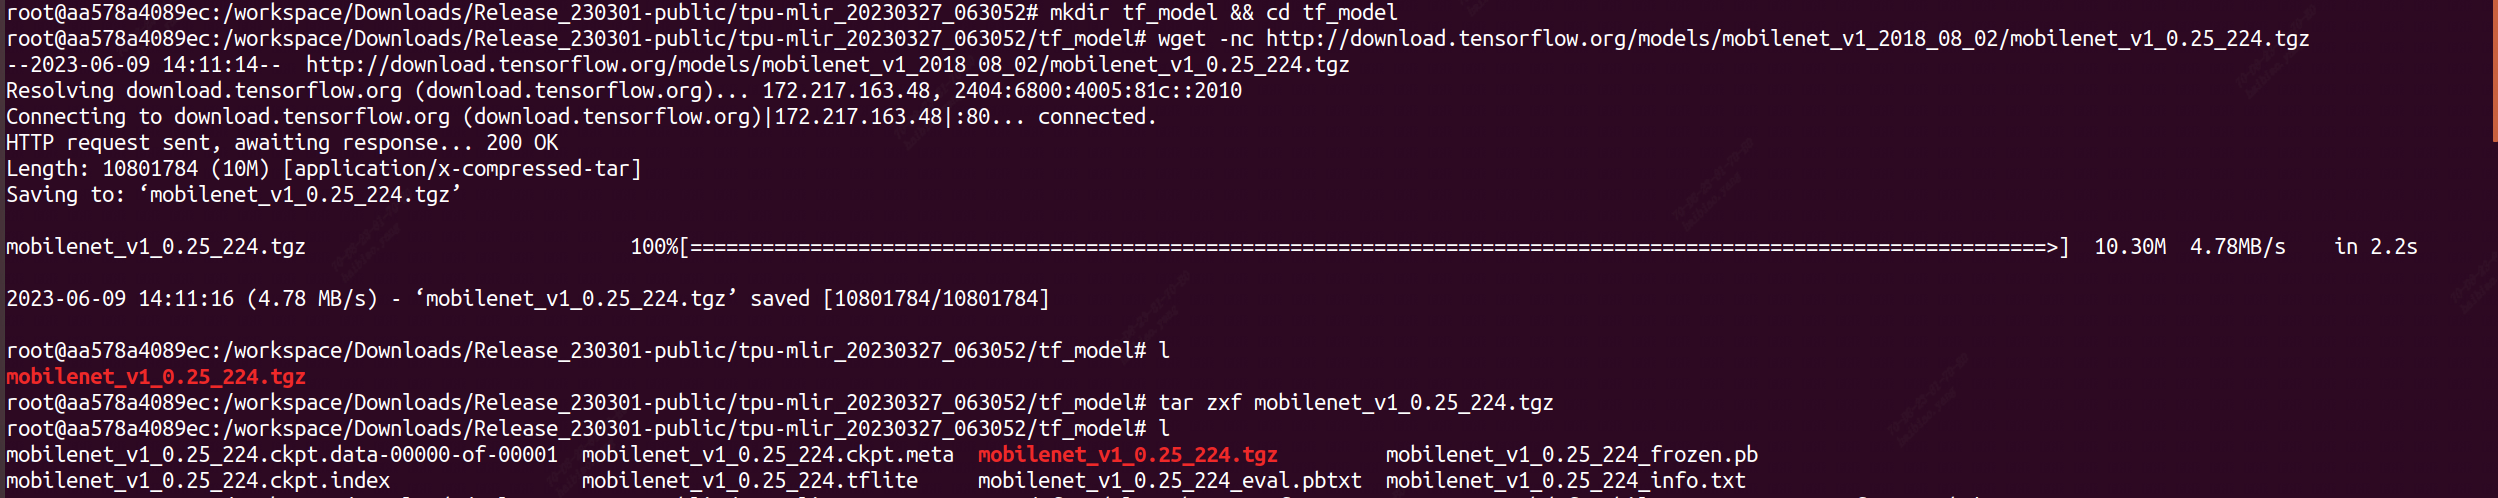 root@aa578a4089ec:/workspace/Downloads/Release_230301-public/tpu-mlir_20230327_063052# mkdir tf_model && cd tf_model
root@aa578a4089ec:/workspace/Downloads/Release_230301-public/tpu-mlir_20230327_063052/tf_model# wget -nc http://download.tensorflow.org/models/mobilenet_v1_2018_08_02/mobilenet_v1_0.25_224.tgz
--2023-06-09 14:11:14--  http://download.tensorflow.org/models/mobilenet_v1_2018_08_02/mobilenet_v1_0.25_224.tgz
Resolving download.tensorflow.org (download.tensorflow.org)... 172.217.163.48, 2404:6800:4005:81c::2010
Connecting to download.tensorflow.org (download.tensorflow.org)|172.217.163.48|:80... connected.
HTTP request sent, awaiting response... 200 OK
Length: 10801784 (10M) [application/x-compressed-tar]
Saving to: ‘mobilenet_v1_0.25_224.tgz’
mobilenet_v1_0.25_224.tgz 100%[=================================================================================================================>] 10.30M 4.78MB/s in 2.2s
2023-06-09 14:11:16 (4.78 MB/s) - ‘mobilenet_v1_0.25_224.tgz’ saved [10801784/10801784]
root@aa578a4089ec:/workspace/Downloads/Release_230301-public/tpu-mlir_20230327_063052/tf_model# l
mobilenet_v1_0.25_224.tgz
root@aa578a4089ec:/workspace/Downloads/Release_230301-public/tpu-mlir_20230327_063052/tf_model# tar zxf mobilenet_v1_0.25_224.tgz
root@aa578a4089ec:/workspace/Downloads/Release_230301-public/tpu-mlir_20230327_063052/tf_model# l
mobilenet_v1_0.25_224.ckpt.data-00000-of-00001 mobilenet_v1_0.25_224.ckpt.meta mobilenet_v1_0.25_224.tgz mobilenet_v1_0.25_224_frozen.pb
mobilenet_v1_0.25_224.ckpt.index mobilenet_v1_0.25_224.tflite mobilenet_v1_0.25_224_eval.pbtxt mobilenet_v1_0.25_224_info.txt